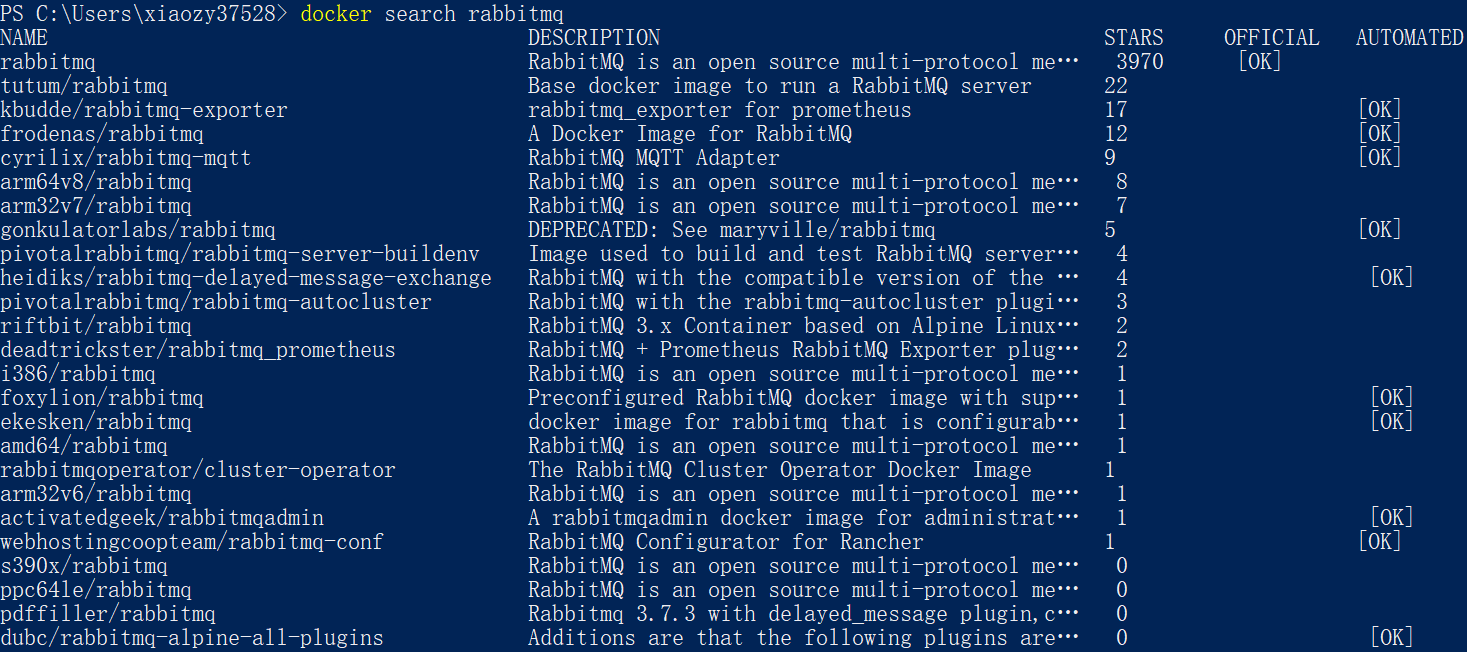 PS C:\Users\xiaozy37528> docker search rabbitmq
NAME DESCRIPTION STARS OFFICIAL AUTOMATED
rabbitmq RabbitMQ is an open source multi-protocol me… 3970 [OK]
tutum/rabbitmq Base docker image to run a RabbitMQ server 22
kbudde/rabbitmq-exporter rabbitmq_exporter for prometheus 17 [OK]
frodenas/rabbitmq A Docker Image for RabbitMQ 12 [OK]
cyrilix/rabbitmq-mqtt RabbitMQ MQTT Adapter 9 [OK]
arm64v8/rabbitmq RabbitMQ is an open source multi-protocol me… 8
arm32v7/rabbitmq RabbitMQ is an open source multi-protocol me… 7
gonkulatorlabs/rabbitmq DEPRECATED: See maryville/rabbitmq 5 [OK]
pivotalrabbitmq/rabbitmq-server-buildenv Image used to build and test RabbitMQ server… 4
heidiks/rabbitmq-delayed-message-exchange RabbitMQ with the compatible version of the … 4 [OK]
pivotalrabbitmq/rabbitmq-autocluster RabbitMQ with the rabbitmq-autocluster plugi… 3
riftbit/rabbitmq RabbitMQ 3.x Container based on Alpine Linux… 2
deadtrickster/rabbitmq_prometheus RabbitMQ + Prometheus RabbitMQ Exporter plug… 2
i386/rabbitmq RabbitMQ is an open source multi-protocol me… 1
foxylion/rabbitmq Preconfigured RabbitMQ docker image with sup… 1 [OK]
ekesken/rabbitmq docker image for rabbitmq that is configurab… 1 [OK]
amd64/rabbitmq RabbitMQ is an open source multi-protocol me… 1
rabbitmqoperator/cluster-operator The RabbitMQ Cluster Operator Docker Image 1
arm32v6/rabbitmq RabbitMQ is an open source multi-protocol me… 1
activatedgeek/rabbitmqadmin A rabbitmqadmin docker image for administrat… 1 [OK]
webhostingcoopteam/rabbitmq-conf RabbitMQ Configurator for Rancher 1 [OK]
s390x/rabbitmq RabbitMQ is an open source multi-protocol me… 0
ppc64le/rabbitmq RabbitMQ is an open source multi-protocol me… 0
pdffiller/rabbitmq Rabbitmq 3.7.3 with delayed_message plugin,c… 0
dubc/rabbitmq-alpine-all-plugins Additions are that the following plugins are… 0 [OK]